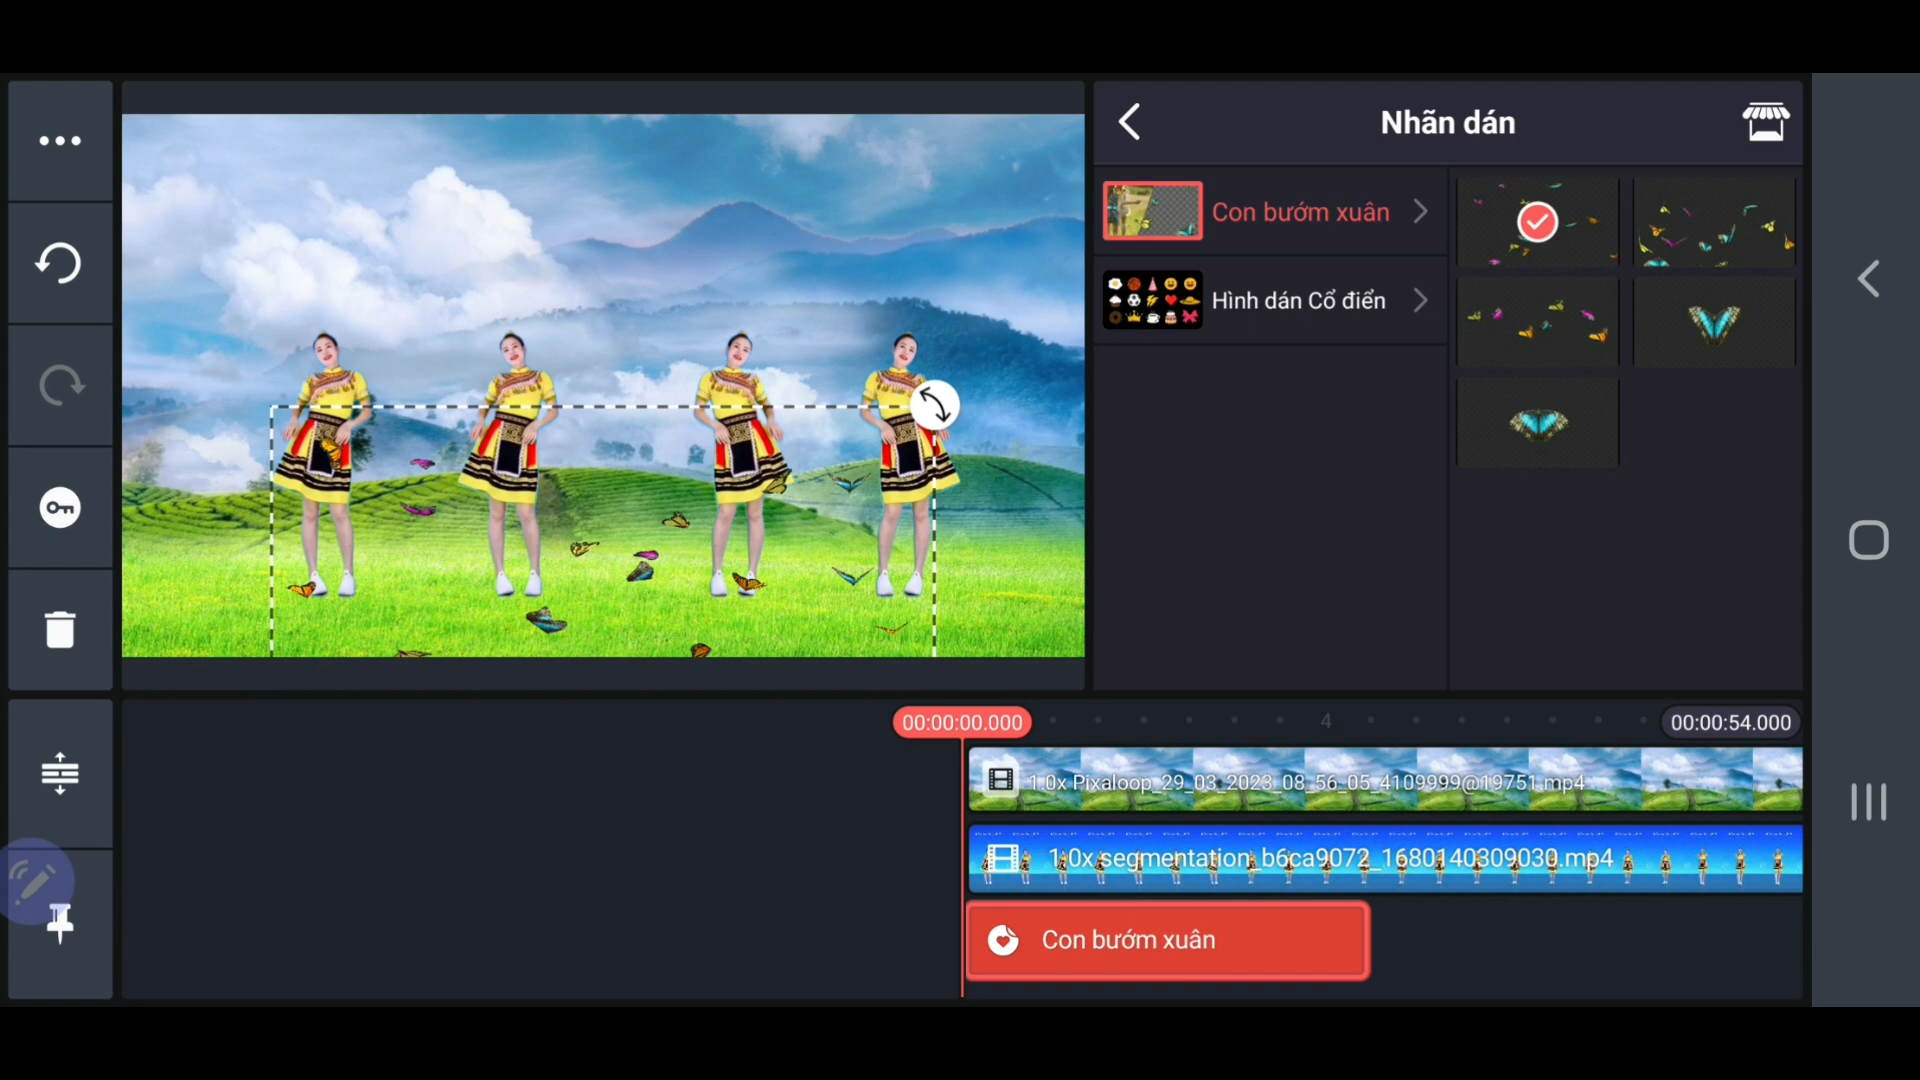 Nhãn dán
Con bướm xuân
Hình dán Cổ điển
00:00:00.000
4
00:00:54.000
1.0x Pixaloop_29_03_2023_08_56_05_4109999@19751.mp4
1.0x segmentation_b6ca9072_1680140309030.mp4
Con bướm xuân